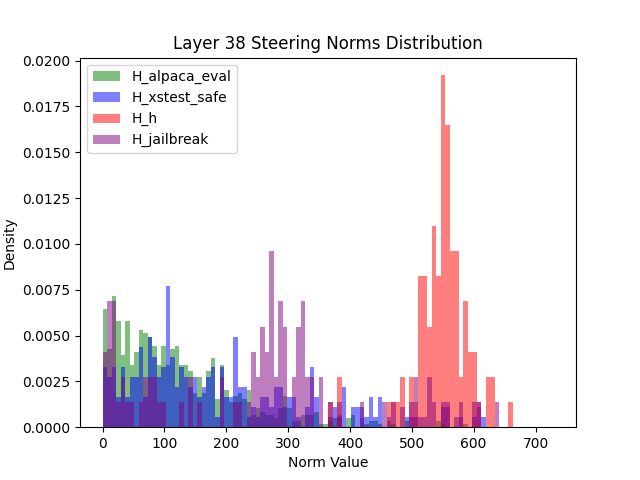 Layer 38 Steering Norms Distribution
H_alpaca_eval
H_xstest_safe
H_h
H_jailbreak
Density
0.0200
0.0175
0.0150
0.0125
0.0100
0.0075
0.0050
0.0025
0.0000
0 100 200 300 400 500 600 700
Norm Value